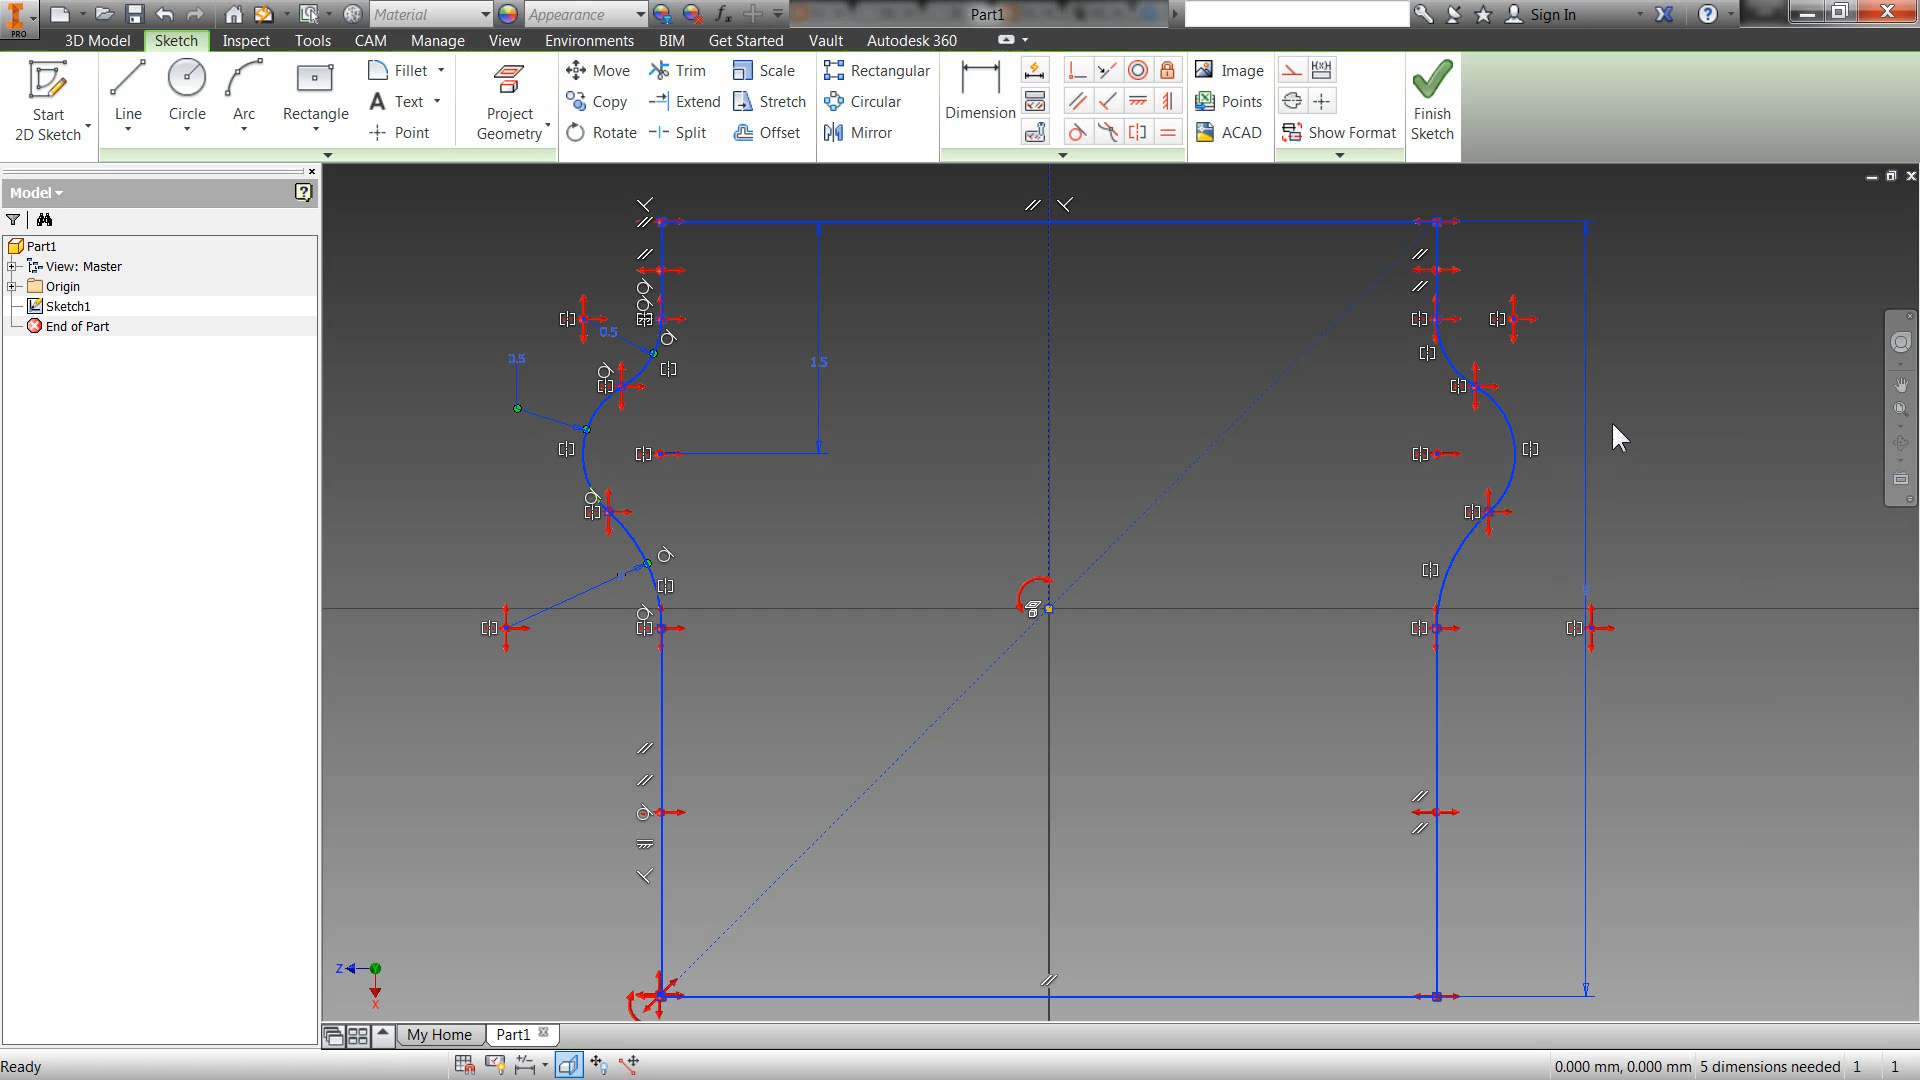 PRO
Material
Appearance
Part1
Sign In
3D Model
Sketch
Inspect
Tools
CAM
Manage
View
Environments
BIM
Get Started
Vault
Autodesk 360
Start
2D Sketch
Line
Circle
Arc
Rectangle
Fillet
Text
Point
Project
Geometry
Move
Copy
Rotate
Trim
Extend
Split
Scale
Stretch
Offset
Rectangular
Circular
Mirror
Dimension
Image
Points
ACAD
Show Format
Finish
Sketch
Model
Part1
View: Master
Origin
Sketch1
End of Part
0.5
0.5
1.5
Z
X
My Home
Part1
Ready
0.000 mm, 0.000 mm
5 dimensions needed
1
1